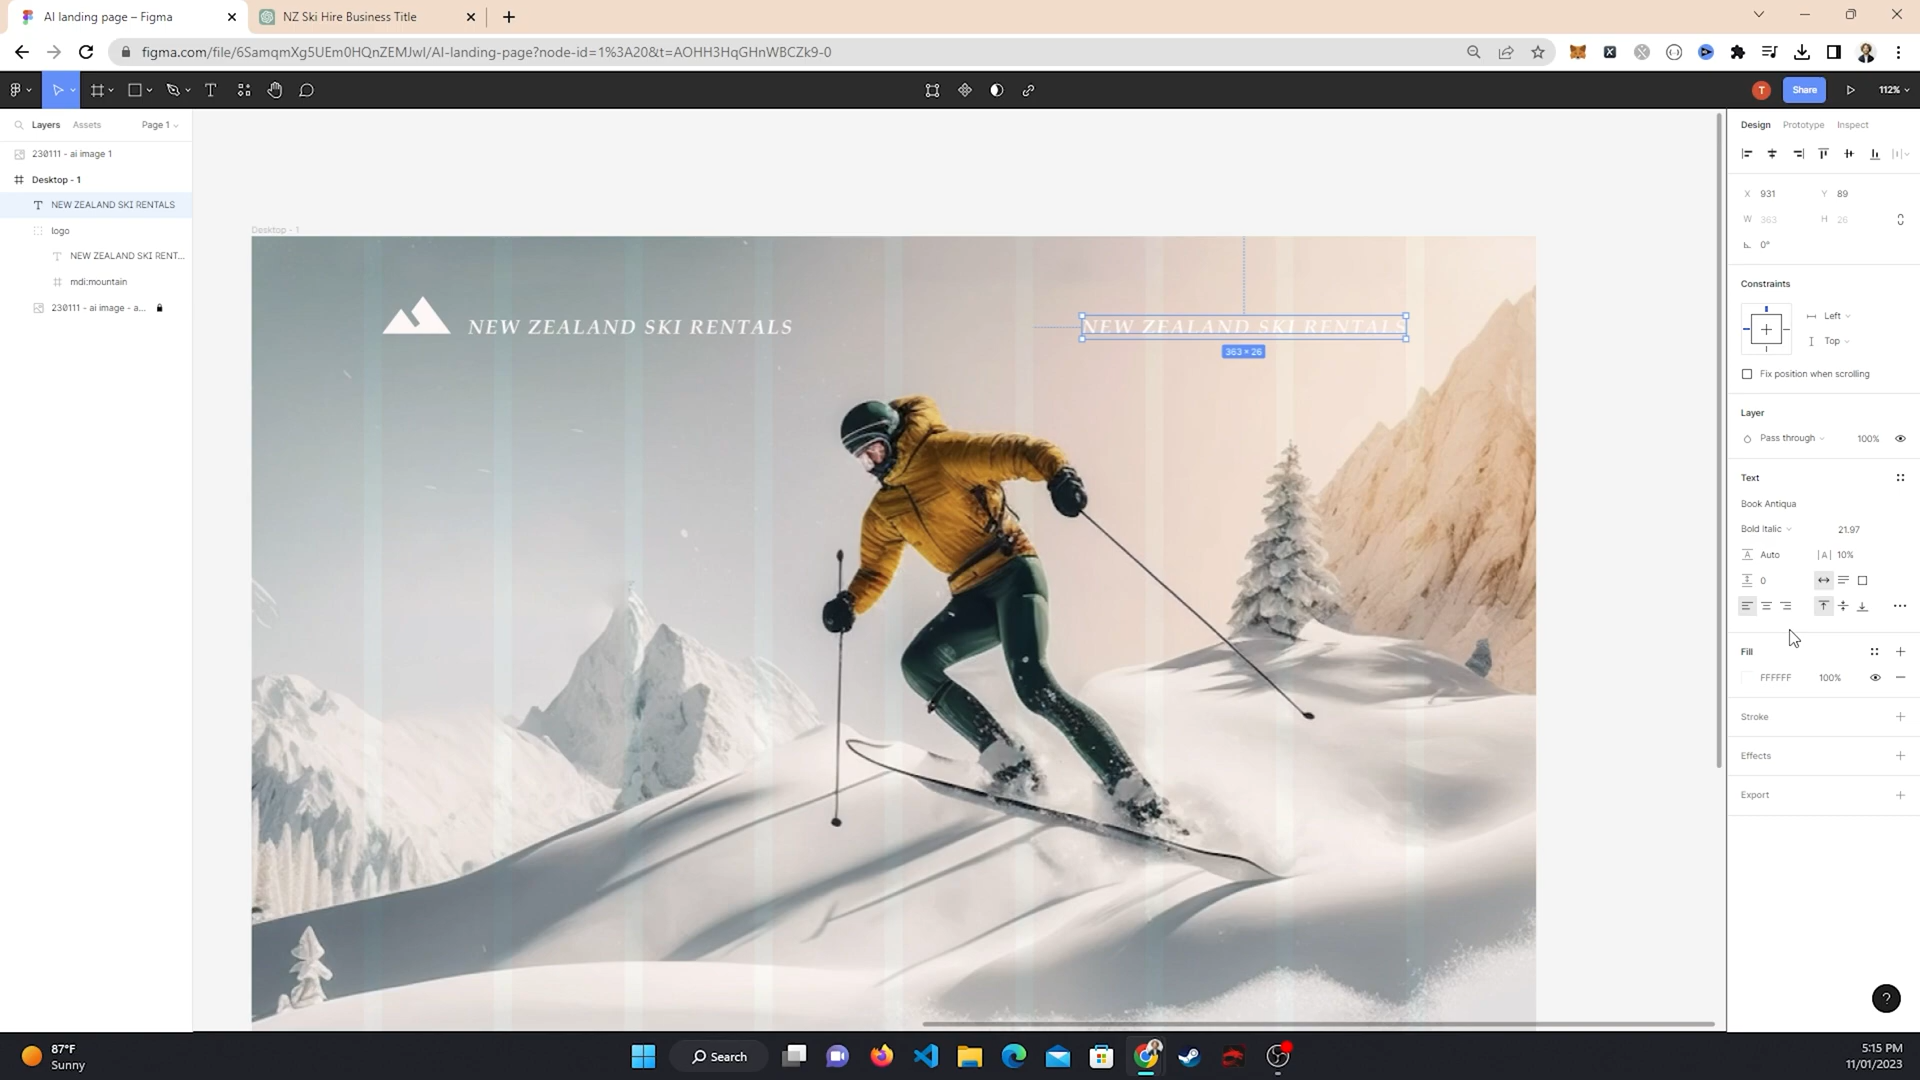 AI landing page – Figma
NZ Ski Hire Business Title
figma.com/file/6SamqmXg5UEm0HQnZEMJwI/AI-landing-page?node-id=1%3A20&t=AOHH3HqGHnWBCZk9-0
T
Share
112%
Layers
Assets
Page 1
230111 - ai image 1
Desktop - 1
NEW ZEALAND SKI RENTALS
logo
NEW ZEALAND SKI RENT...
mdi:mountain
230111 - ai image - a...
Desktop - 1
NEW ZEALAND SKI RENTALS
NEW ZEALAND SKI RENTALS
363 × 26
Design
Prototype
Inspect
X 931
Y 89
W 363
H 26
0°
Constraints
Left
Top
Fix position when scrolling
Layer
Pass through
100%
Text
Book Antiqua
Bold Italic
21.97
Auto
|A| 10%
0
Fill
FFFFFF
100%
Stroke
Effects
Export
?
87°F
Sunny
Search
5:15 PM
11/01/2023